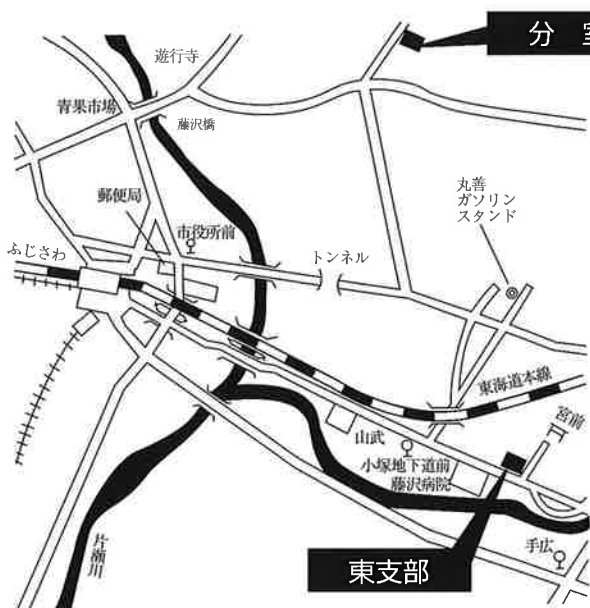 分 室
遊行寺
青果市場
藤沢橋
郵便局
丸善
ガソリン
スタンド
市役所前
ふじさわ
トンネル
東海道本線
宮前
山武
小塚地下道前
藤沢病院
手広
片瀬川
東支部